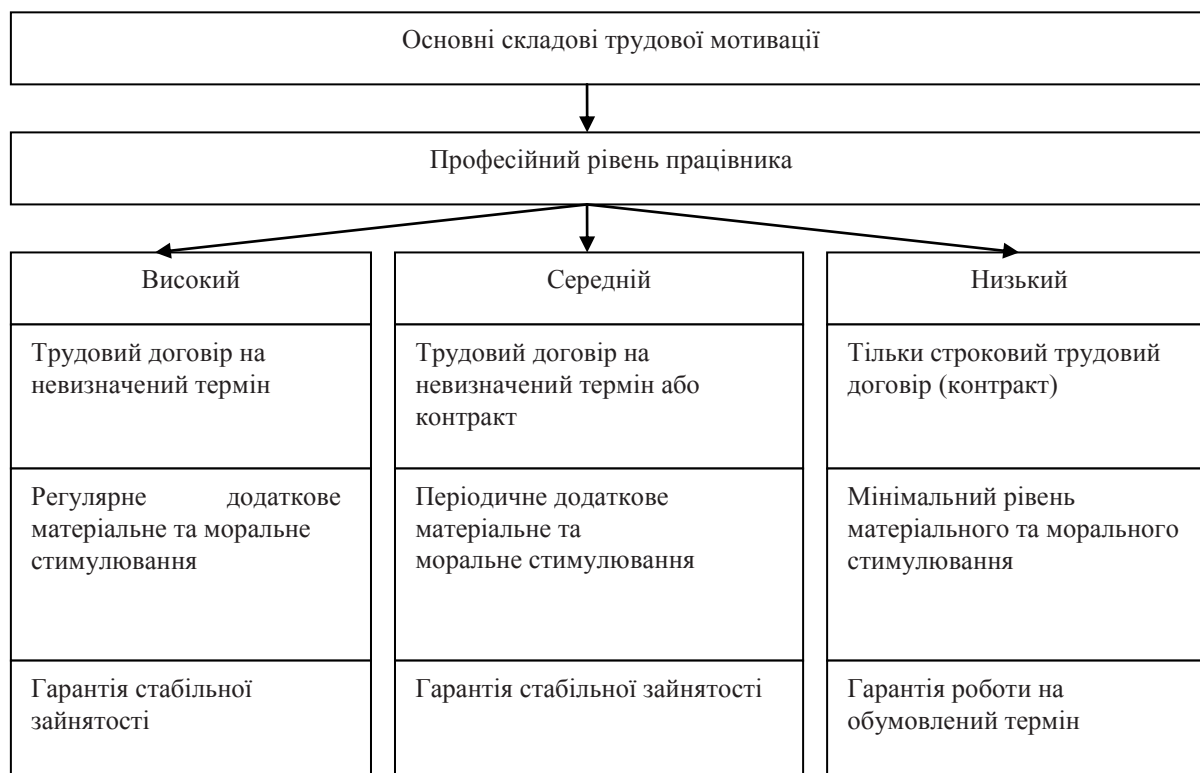 Основні складові трудової мотивації
Професійний рівень працівника
Високий
Трудовий договір на
невизначений термін
Регулярне додаткове
матеріальне та моральне
стимулювання
Гарантія стабільної
зайнятості
Середній
Трудовий договір на
невизначений термін або
контракт
Періодичне додаткове
матеріальне та
моральне стимулювання
Гарантія стабільної зайнятості
Низький
Тільки строковий трудовий
договір (контракт)
Мінімальний рівень
матеріального та морального
стимулювання
Гарантія роботи на
обумовлений термін